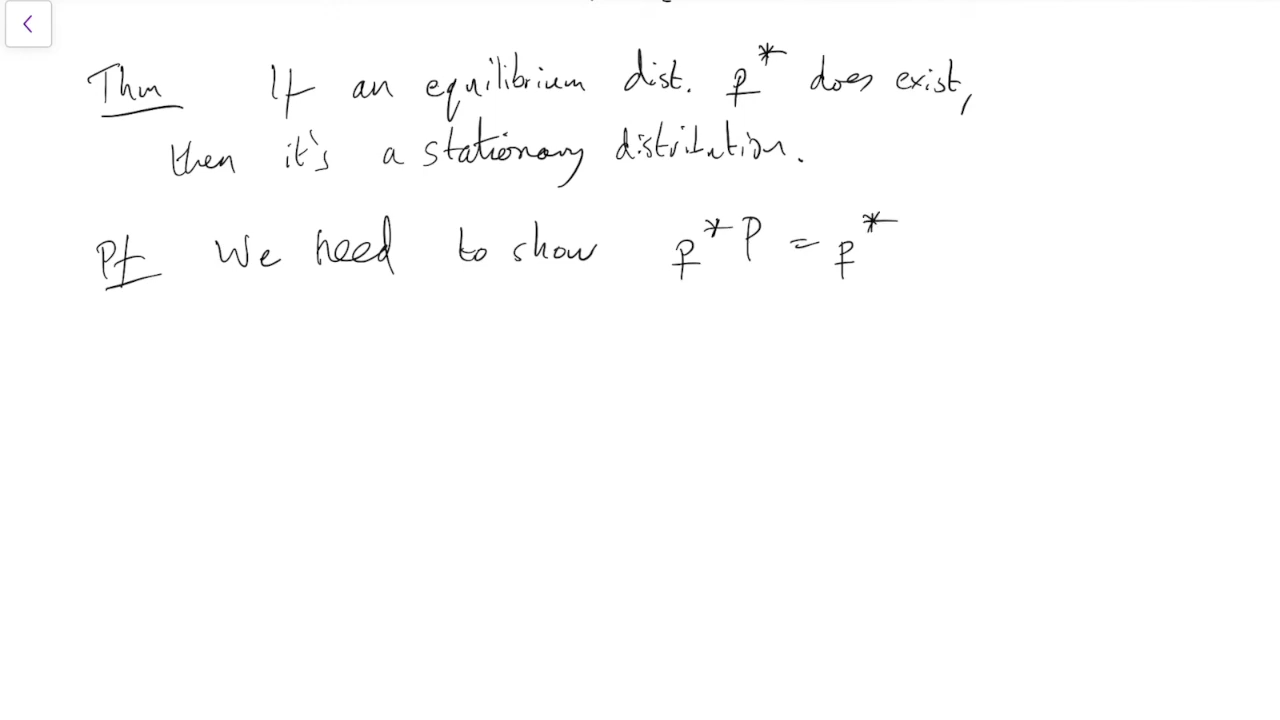 Thm If an equilibrium dist. p* does exist,
then it's a stationary distribution.
Pf We need to show p*P = p*